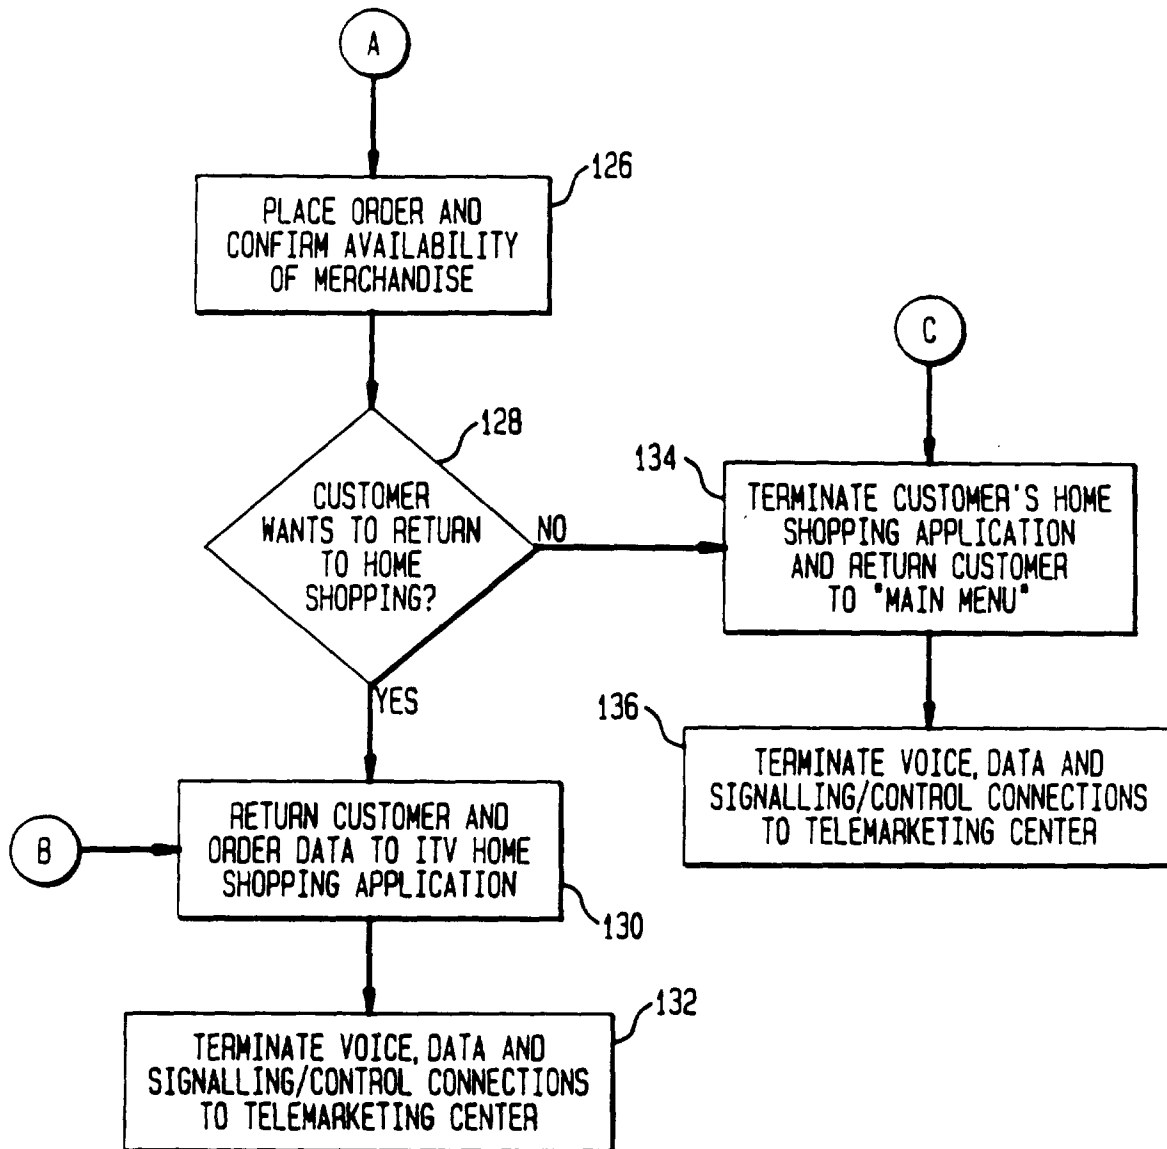 A
126
PLACE ORDER AND
CONFIRM AVAILABILITY
OF MERCHANDISE
C
128
CUSTOMER
WANTS TO RETURN
TO HOME
SHOPPING?
NO
YES
134
TERMINATE CUSTOMER'S HOME
SHOPPING APPLICATION
AND RETURN CUSTOMER
TO "MAIN MENU"
136
TERMINATE VOICE, DATA AND
SIGNALLING/CONTROL CONNECTIONS
TO TELEMARKETING CENTER
B
RETURN CUSTOMER AND
ORDER DATA TO ITV HOME
SHOPPING APPLICATION
130
132
TERMINATE VOICE, DATA AND
SIGNALLING/CONTROL CONNECTIONS
TO TELEMARKETING CENTER